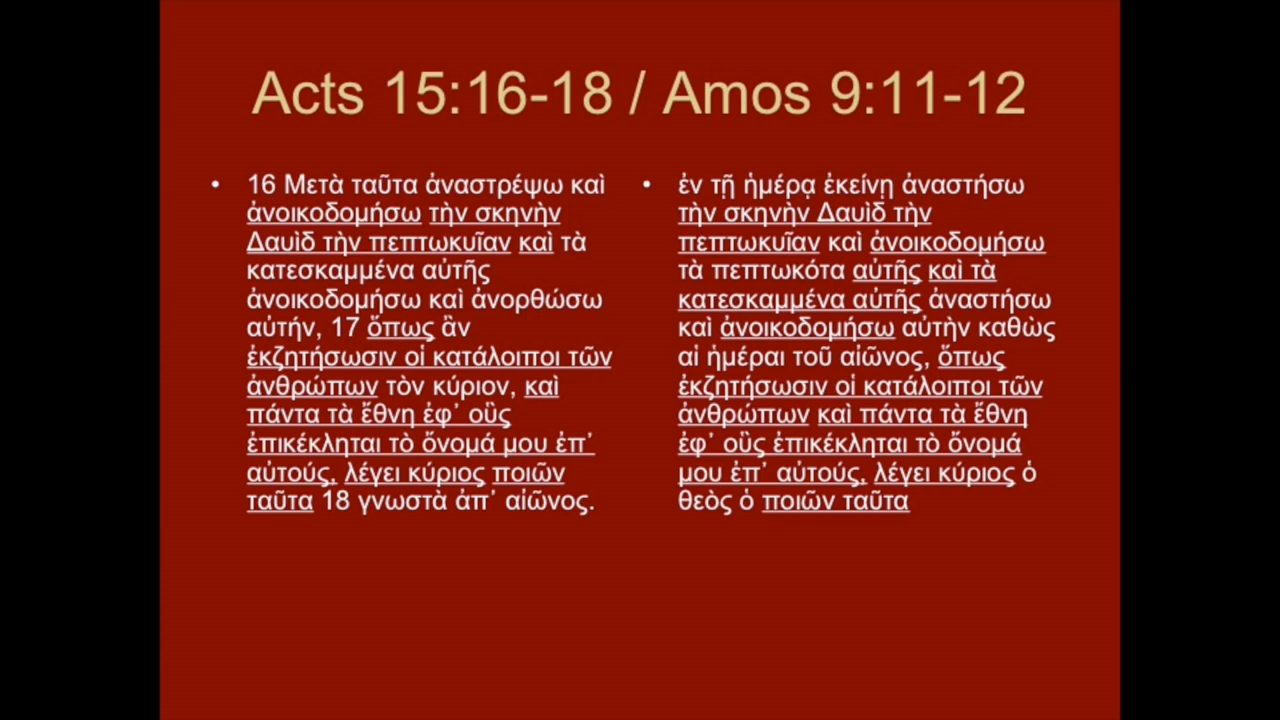 Acts 15:16-18 / Amos 9:11-12
• 16 Μετὰ ταῦτα ἀναστρέψω καὶ
ἀνοικοδομήσω τὴν σκηνὴν
Δαυὶδ τὴν πεπτωκυῖαν καὶ τὰ
κατεσκαμμένα αὐτῆς
ἀνοικοδομήσω καὶ ἀνορθώσω
αὐτήν, 17 ὅπως ἂν
ἐκζητήσωσιν οἱ κατάλοιποι τῶν
ἀνθρώπων τὸν κύριον, καὶ
πάντα τὰ ἔθνη ἐφ᾽ οὓς
ἐπικέκληται τὸ ὄνομά μου ἐπ᾽
αὐτούς, λέγει κύριος ποιῶν
ταῦτα 18 γνωστὰ ἀπ᾽ αἰῶνος.
• ἐν τῇ ἡμέρᾳ ἐκείνῃ ἀναστήσω
τὴν σκηνὴν Δαυὶδ τὴν
πεπτωκυῖαν καὶ ἀνοικοδομήσω
τὰ πεπτωκότα αὐτῆς καὶ τὰ
κατεσκαμμένα αὐτῆς ἀναστήσω
καὶ ἀνοικοδομήσω αὐτὴν καθὼς
αἱ ἡμέραι τοῦ αἰῶνος, ὅπως
ἐκζητήσωσιν οἱ κατάλοιποι τῶν
ἀνθρώπων καὶ πάντα τὰ ἔθνη
ἐφ᾽ οὓς ἐπικέκληται τὸ ὄνομά
μου ἐπ᾽ αὐτούς, λέγει κύριος ὁ
θεὸς ὁ ποιῶν ταῦτα